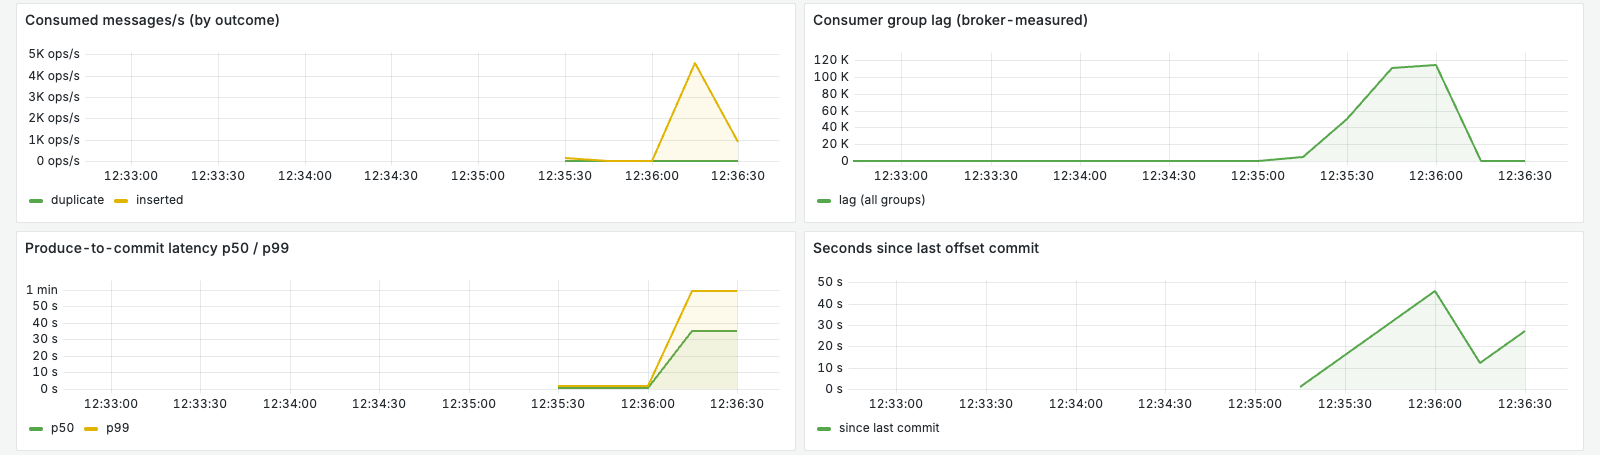 Consumed messages/s (by outcome)
5K ops/s
4K ops/s
3K ops/s
2K ops/s
1K ops/s
0 ops/s
12:33:00 12:33:30 12:34:00 12:34:30 12:35:00 12:35:30 12:36:00 12:36:30
duplicate inserted
Consumer group lag (broker-measured)
120 K
100 K
80 K
60 K
40 K
20 K
0
12:33:00 12:33:30 12:34:00 12:34:30 12:35:00 12:35:30 12:36:00 12:36:30
lag (all groups)
Produce-to-commit latency p50 / p99
1 min
50 s
40 s
30 s
20 s
10 s
0 s
12:33:00 12:33:30 12:34:00 12:34:30 12:35:00 12:35:30 12:36:00 12:36:30
p50 p99
Seconds since last offset commit
50 s
40 s
30 s
20 s
10 s
0 s
12:33:00 12:33:30 12:34:00 12:34:30 12:35:00 12:35:30 12:36:00 12:36:30
since last commit